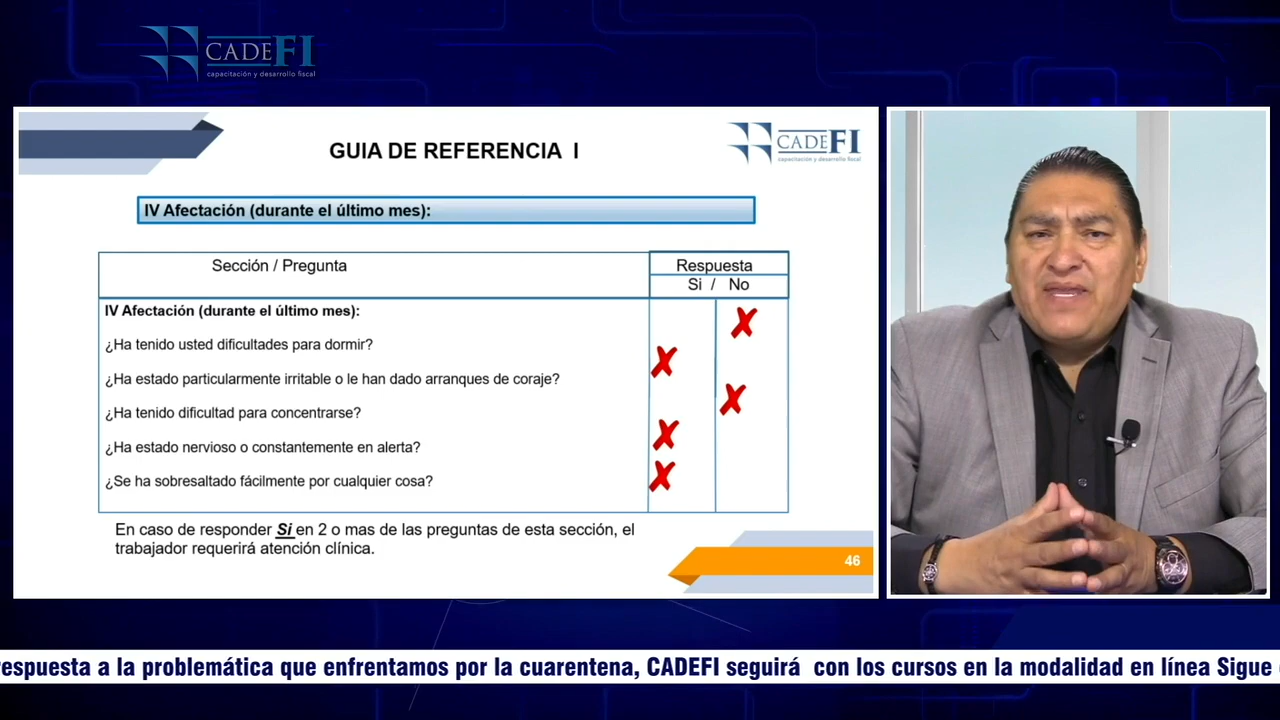 CADEFI
capacitación y desarrollo fiscal
GUIA DE REFERENCIA I
CADEFI
capacitación y desarrollo fiscal
IV Afectación (durante el último mes):
Sección / Pregunta
Respuesta
Si / No
IV Afectación (durante el último mes):
¿Ha tenido usted dificultades para dormir?
¿Ha estado particularmente irritable o le han dado arranques de coraje?
¿Ha tenido dificultad para concentrarse?
¿Ha estado nervioso o constantemente en alerta?
¿Se ha sobresaltado fácilmente por cualquier cosa?
En caso de responder Si en 2 o mas de las preguntas de esta sección, el
trabajador requerirá atención clínica.
46
respuesta a la problemática que enfrentamos por la cuarentena, CADEFI seguirá con los cursos en la modalidad en línea Sigue